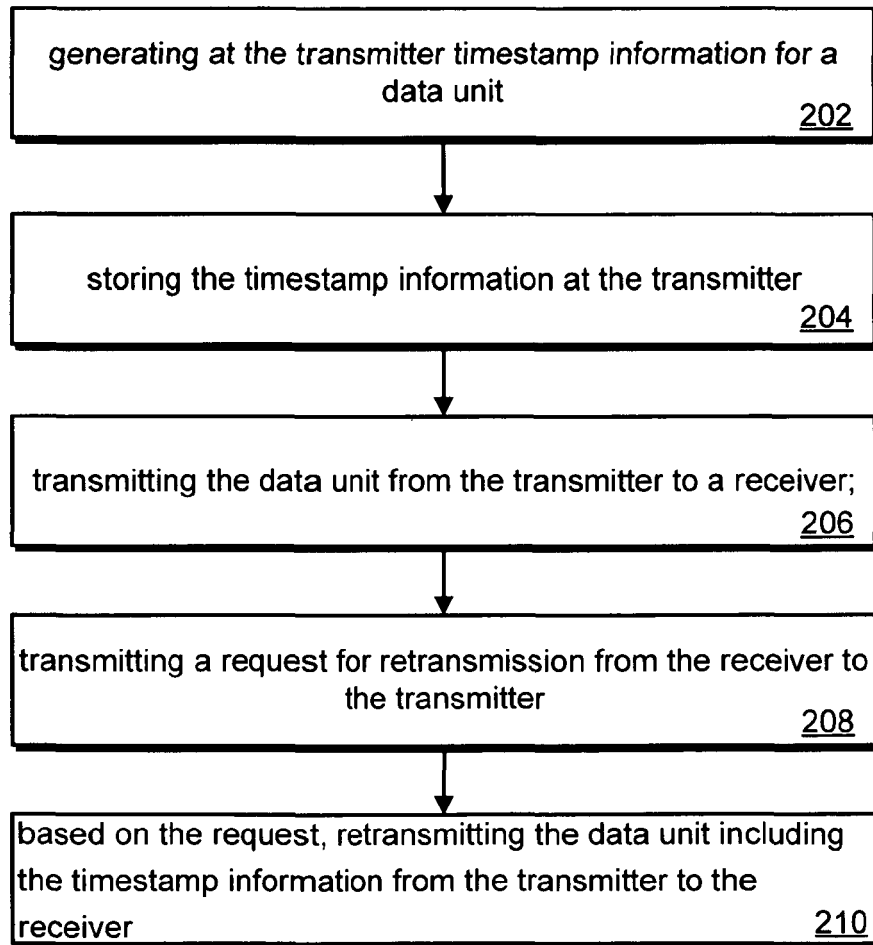 generating at the transmitter timestamp information for a
data unit
202
storing the timestamp information at the transmitter
204
transmitting the data unit from the transmitter to a receiver;
206
transmitting a request for retransmission from the receiver to
the transmitter
208
based on the request, retransmitting the data unit including
the timestamp information from the transmitter to the
receiver 210